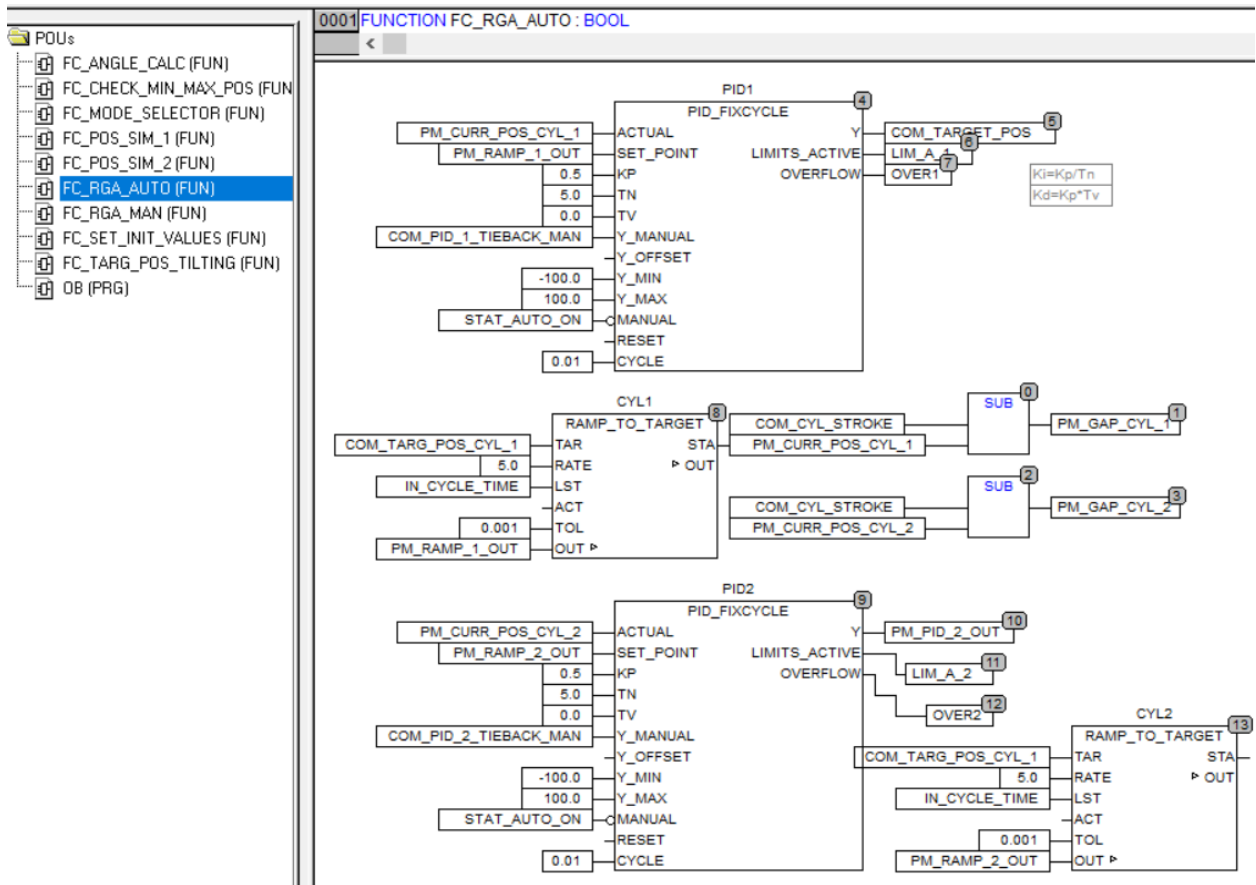 0001 FUNCTION FC_RGA_AUTO : BOOL
POUs
FC_ANGLE_CALC (FUN)
FC_CHECK_MIN_MAX_POS (FUN
FC_MODE_SELECTOR (FUN)
FC_POS_SIM_1 (FUN)
FC_POS_SIM_2 (FUN)
FC_RGA_AUTO (FUN)
FC_RGA_MAN (FUN)
FC_SET_INIT_VALUES (FUN)
FC_TARG_POS_TILTING (FUN)
OB (PRG)
PID1
PID_FIXCYCLE 4
PM_CURR_POS_CYL_1 ACTUAL Y COM_TARGET_POS 5
PM_RAMP_1_OUT SET_POINT LIMITS_ACTIVE LIM_A_1 6
0.5 KP OVERFLOW OVER1 7
5.0 TN
0.0 TV
COM_PID_1_TIEBACK_MAN Y_MANUAL
Y_OFFSET
-100.0 Y_MIN
100.0 Y_MAX
STAT_AUTO_ON MANUAL
RESET
0.01 CYCLE
Ki=Kp/Tn
Kd=Kp*Tv
CYL1
RAMP_TO_TARGET 8
COM_TARG_POS_CYL_1 TAR STA
5.0 RATE OUT
IN_CYCLE_TIME LST
ACT
0.001 TOL
PM_RAMP_1_OUT OUT
SUB 0
COM_CYL_STROKE PM_GAP_CYL_1 1
PM_CURR_POS_CYL_1
SUB 2
COM_CYL_STROKE PM_GAP_CYL_2 3
PM_CURR_POS_CYL_2
PID2
PID_FIXCYCLE 9
PM_CURR_POS_CYL_2 ACTUAL Y PM_PID_2_OUT 10
PM_RAMP_2_OUT SET_POINT LIMITS_ACTIVE LIM_A_2 11
0.5 KP OVERFLOW OVER2 12
5.0 TN
0.0 TV
COM_PID_2_TIEBACK_MAN Y_MANUAL
Y_OFFSET
-100.0 Y_MIN
100.0 Y_MAX
STAT_AUTO_ON MANUAL
RESET
0.01 CYCLE
CYL2
RAMP_TO_TARGET 13
COM_TARG_POS_CYL_1 TAR STA
5.0 RATE OUT
IN_CYCLE_TIME LST
ACT
0.001 TOL
PM_RAMP_2_OUT OUT